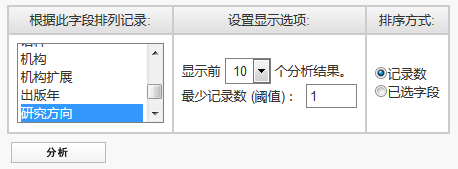 根据此字段排列记录:
设置显示选项:
排序方式:
机构
机构扩展
出版年
研究方向
显示前 10 个分析结果。
最少记录数 (阈值)： 1
记录数
已选字段
分析